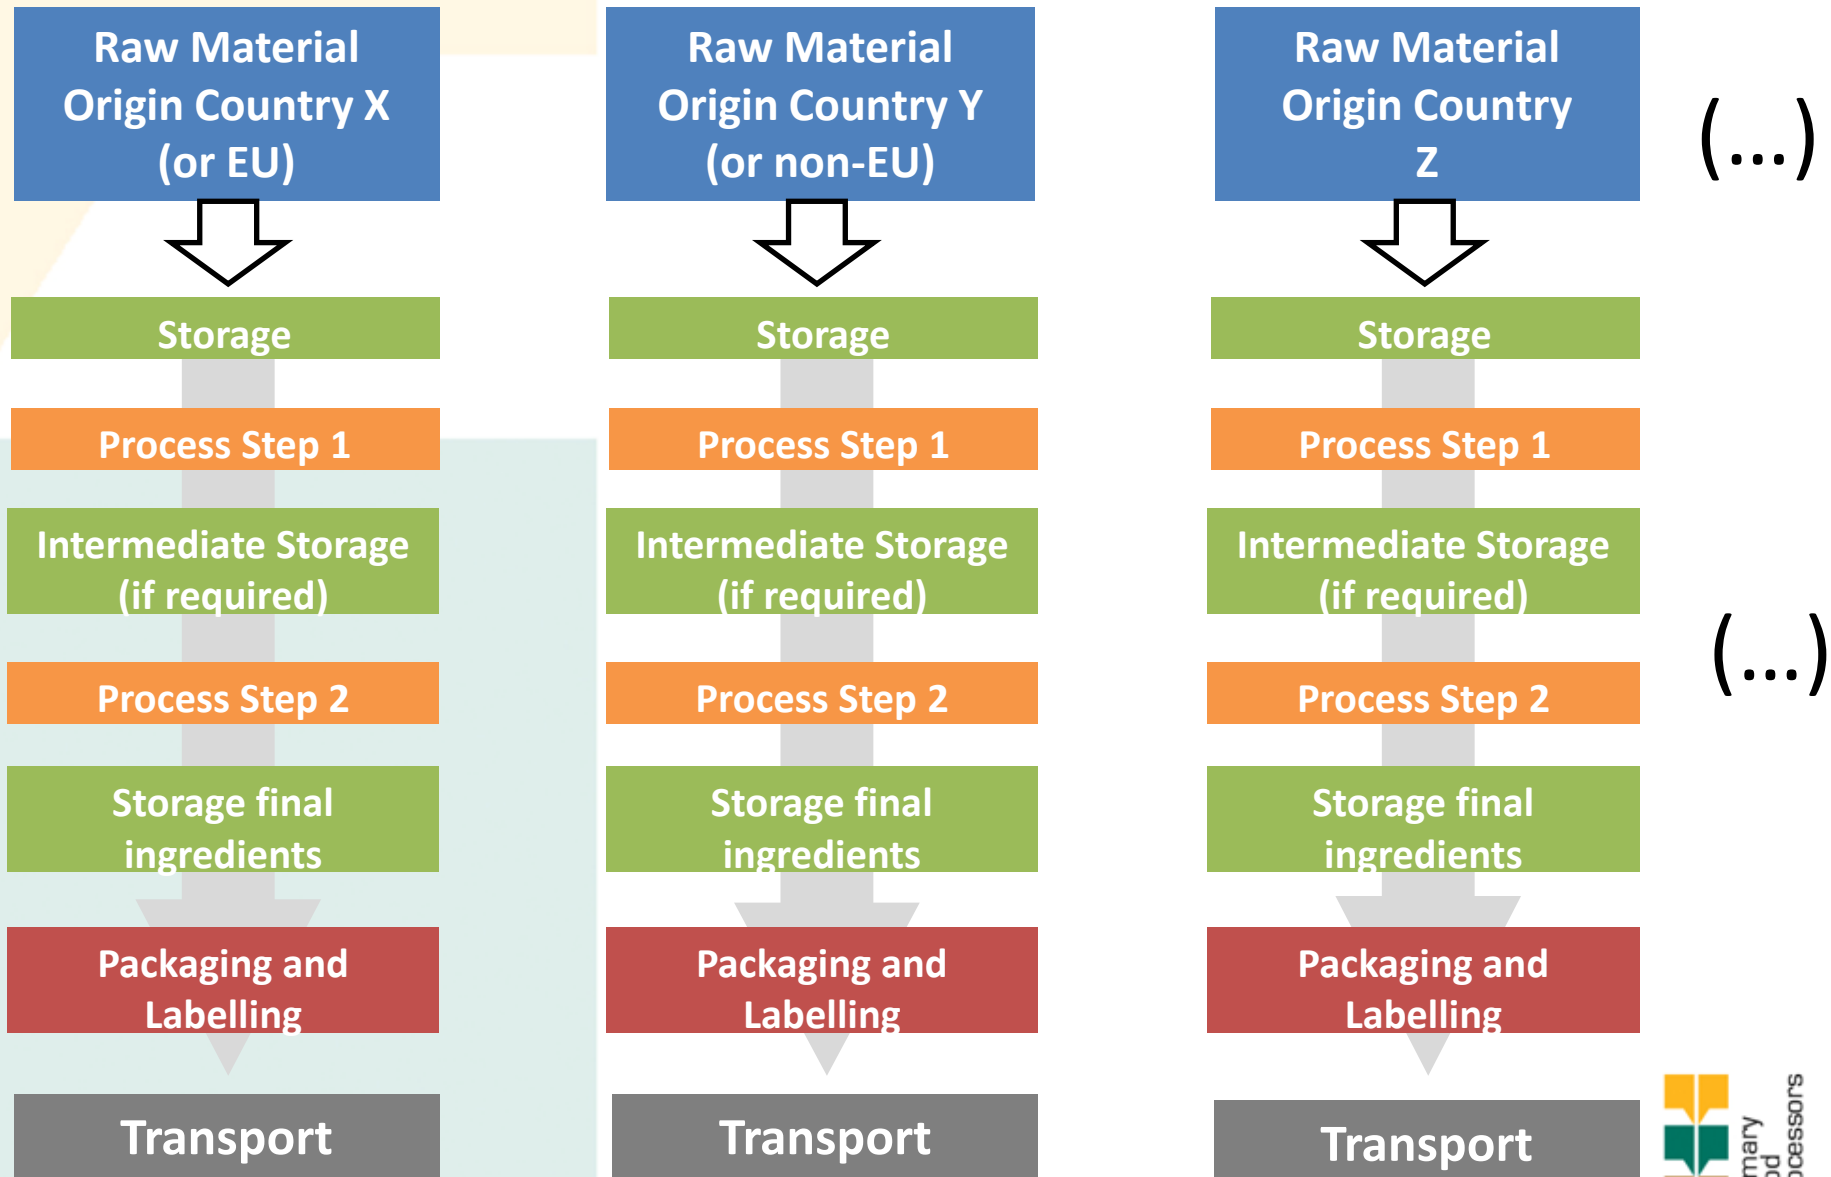 Raw Material
Origin Country X
(or EU)
Raw Material
Origin Country Y
(or non-EU)
Raw Material
Origin Country
Z
(...)
Storage
Storage
Storage
Process Step 1
Process Step 1
Process Step 1
Intermediate Storage
(if required)
Intermediate Storage
(if required)
Intermediate Storage
(if required)
(...)
Process Step 2
Process Step 2
Process Step 2
Storage final
ingredients
Storage final
ingredients
Storage final
ingredients
Packaging and
Labelling
Packaging and
Labelling
Packaging and
Labelling
Transport
Transport
Transport